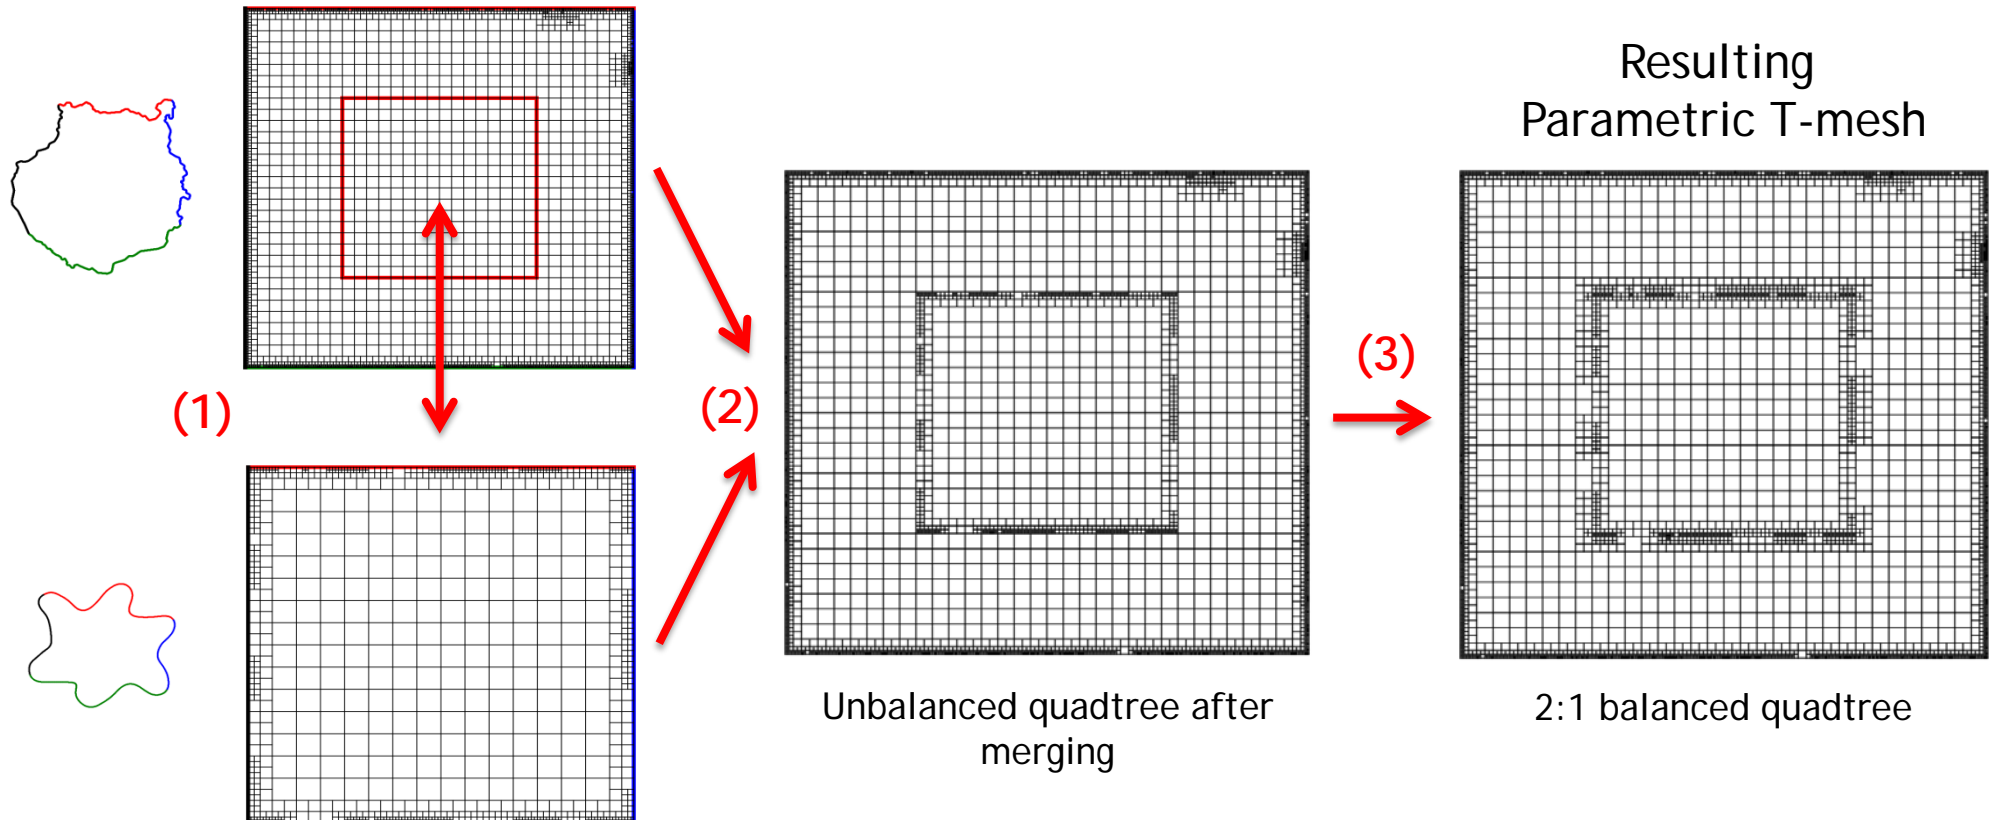 Resulting
Parametric T-mesh
(1)
(2)
(3)
Unbalanced quadtree after
merging
2:1 balanced quadtree